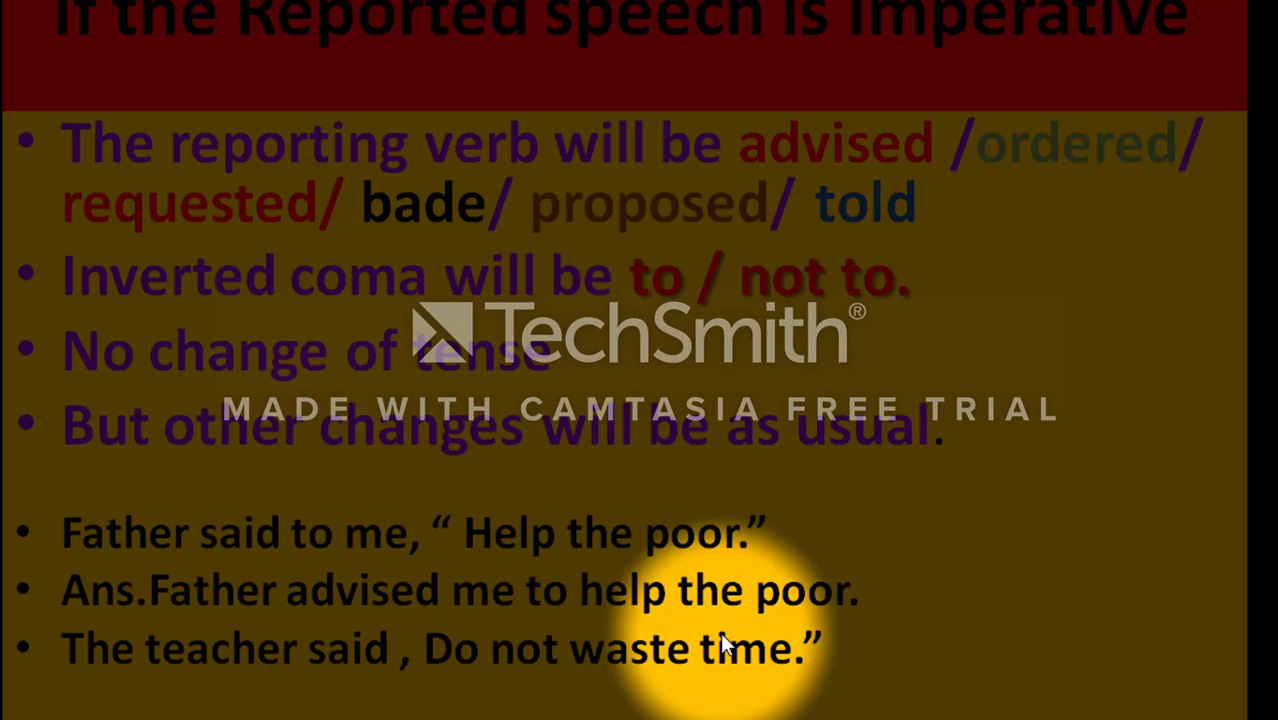 If the Reported speech is Imperative
• The reporting verb will be advised /ordered/
requested/ bade/ proposed/ told
• Inverted coma will be to / not to.
• No change of tense
• But other changes will be as usual.
TechSmith®
MADE WITH CAMTASIA FREE TRIAL
• Father said to me, “ Help the poor.”
• Ans.Father advised me to help the poor.
• The teacher said , Do not waste time.”